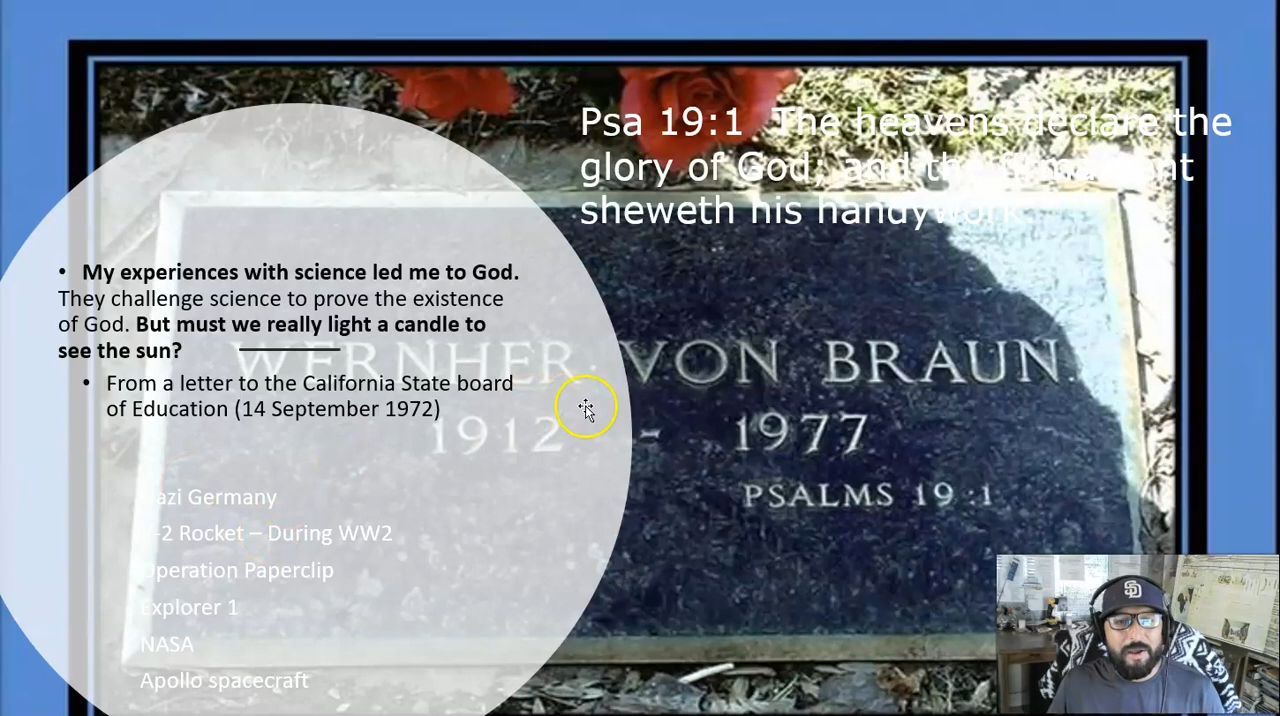 Psa 19:1 The heavens declare the
glory of God; and the firmament
sheweth his handywork.
• My experiences with science led me to God.
They challenge science to prove the existence
of God. But must we really light a candle to
see the sun?
• From a letter to the California State board
of Education (14 September 1972)
WERNHER VON BRAUN
1912 - 1977
PSALMS 19:1
Nazi Germany
V-2 Rocket – During WW2
Operation Paperclip
Explorer 1
NASA
Apollo spacecraft
SD